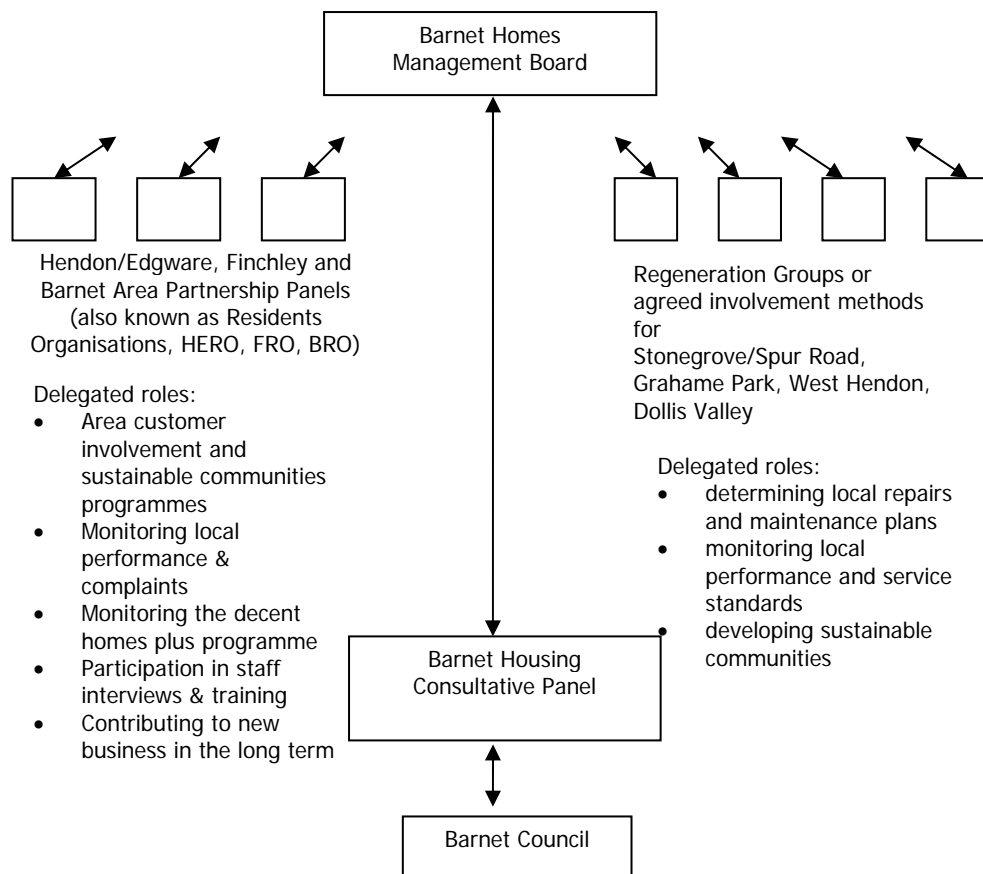 Barnet Homes
Management Board
Hendon/Edgware, Finchley and
Barnet Area Partnership Panels
(also known as Residents
Organisations, HERO, FRO, BRO)
Delegated roles:
• Area customer
involvement and
sustainable communities
programmes
• Monitoring local
performance &
complaints
• Monitoring the decent
homes plus programme
• Participation in staff
interviews & training
• Contributing to new
business in the long term
Regeneration Groups or
agreed involvement methods
for
Stonegrove/Spur Road,
Grahame Park, West Hendon,
Dollis Valley
Delegated roles:
• determining local repairs
and maintenance plans
• monitoring local
performance and service
standards
• developing sustainable
communities
Barnet Housing
Consultative Panel
Barnet Council